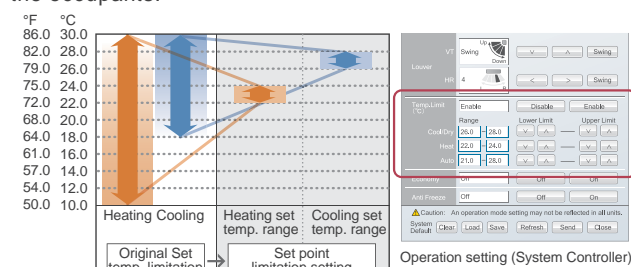 the occupants.
°F °C
86.0 30.0
82.0 28.0
79.0 26.0
75.0 24.0
72.0 22.0
68.0 20.0
64.0 18.0
61.0 16.0
57.0 14.0
54.0 12.0
50.0 10.0
Heating Cooling
Heating set temp. range
Cooling set temp. range
Original Set
temp. limitation
→
Set point
limitation setting
Up
VT Swing Swing
Down
Louver
HR 4 < > Swing
Temp.Limit (°C) Enable Disable Enable
Range Lower Limit Upper Limit
Cool/Dry 26.0 - 28.0
Heat 22.0 - 24.0
Auto 21.0 - 28.0
Off Off On
Anti Freeze Off Off On
Caution: An operation mode setting may not be reflected in all units.
System Default Clear Load Save Refresh Send Close
Operation setting (System Controller)